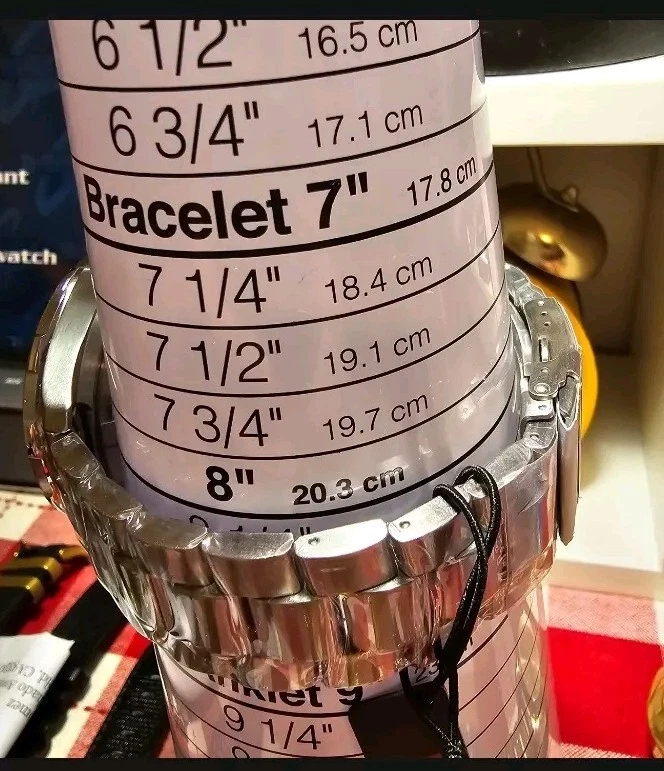 6 1/2" 16.5 cm
6 3/4" 17.1 cm
Bracelet 7" 17.8 cm
7 1/4" 18.4 cm
7 1/2" 19.1 cm
7 3/4" 19.7 cm
8" 20.3 cm
9 1/4"
watch